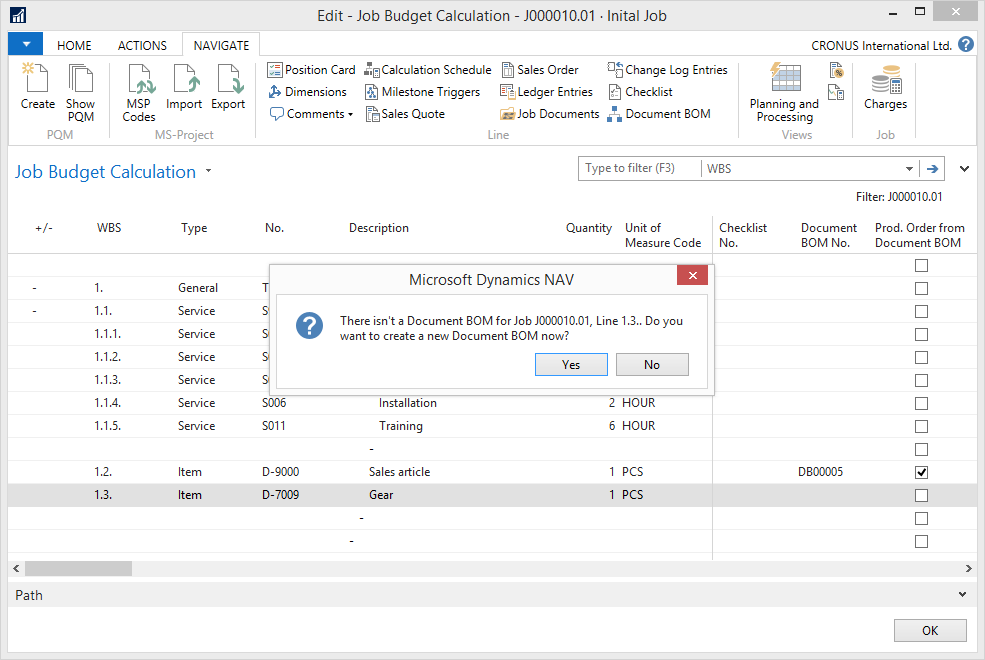 Edit - Job Budget Calculation - J000010.01 · Inital Job
HOME ACTIONS NAVIGATE CRONUS International Ltd.
Position Card Calculation Schedule Sales Order Change Log Entries
Dimensions Milestone Triggers Ledger Entries Checklist
Comments Sales Quote Job Documents Document BOM
Create Show PQM MSP Codes Import Export Planning and Processing Charges
PQM MS-Project Line Views Job
Job Budget Calculation
Type to filter (F3) WBS
Filter: J000010.01
+/- WBS Type No. Description Quantity Unit of Measure Code Checklist No. Document BOM No. Prod. Order from Document BOM
Microsoft Dynamics NAV
There isn't a Document BOM for Job J000010.01, Line 1.3.. Do you
want to create a new Document BOM now?
Yes No
- 1. General
- 1.1. Service
1.1.1. Service
1.1.2. Service
1.1.3. Service
1.1.4. Service S006 Installation 2 HOUR
1.1.5. Service S011 Training 6 HOUR
-
1.2. Item D-9000 Sales article 1 PCS DB00005
1.3. Item D-7009 Gear 1 PCS
-
-
Path
OK